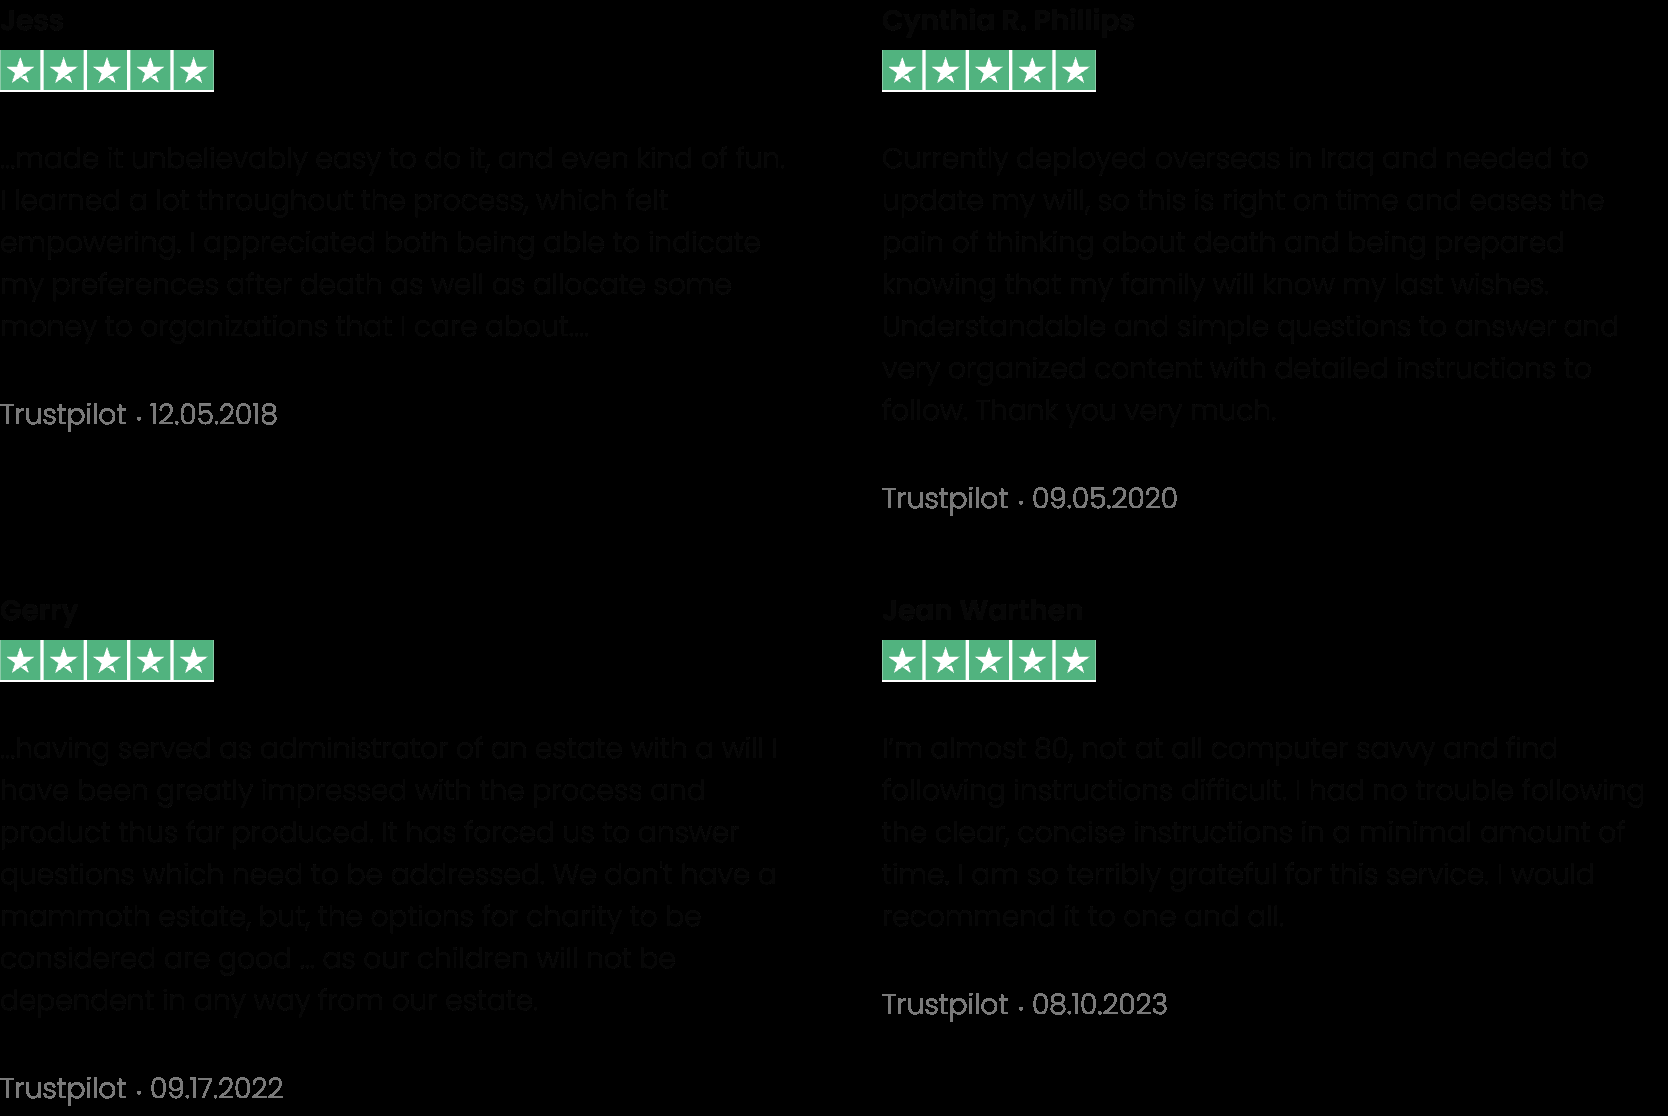 Jess
...made it unbelievably easy to do it, and even kind of fun.
I learned a lot throughout the process, which felt
empowering. I appreciated both being able to indicate
my preferences after death as well as allocate some
money to organizations that I care about....
Trustpilot · 12.05.2018
Cynthia R. Phillips
Currently deployed overseas in Iraq and needed to
update my will, so this is right on time and eases the
pain of thinking about death and being prepared
knowing that my family will know my last wishes.
Understandable and simple questions to answer and
very organized content with detailed instructions to
follow. Thank you very much.
Trustpilot · 09.05.2020
Gerry
...having served as administrator of an estate with a will I
have been greatly impressed with the process and
product thus far produced. It has forced us to answer
questions which need to be addressed. We don't have a
mammoth estate, but, the options for charity to be
considered are good ... as our children will not be
dependent in any way from our estate.
Trustpilot · 09.17.2022
Jean Warthen
I'm almost 80, not at all computer savvy and find
following instructions difficult. I had no trouble following
the clear, concise instructions in a minimal amount of
time. I am so terribly grateful for this service. I would
recommend it to one and all.
Trustpilot · 08.10.2023